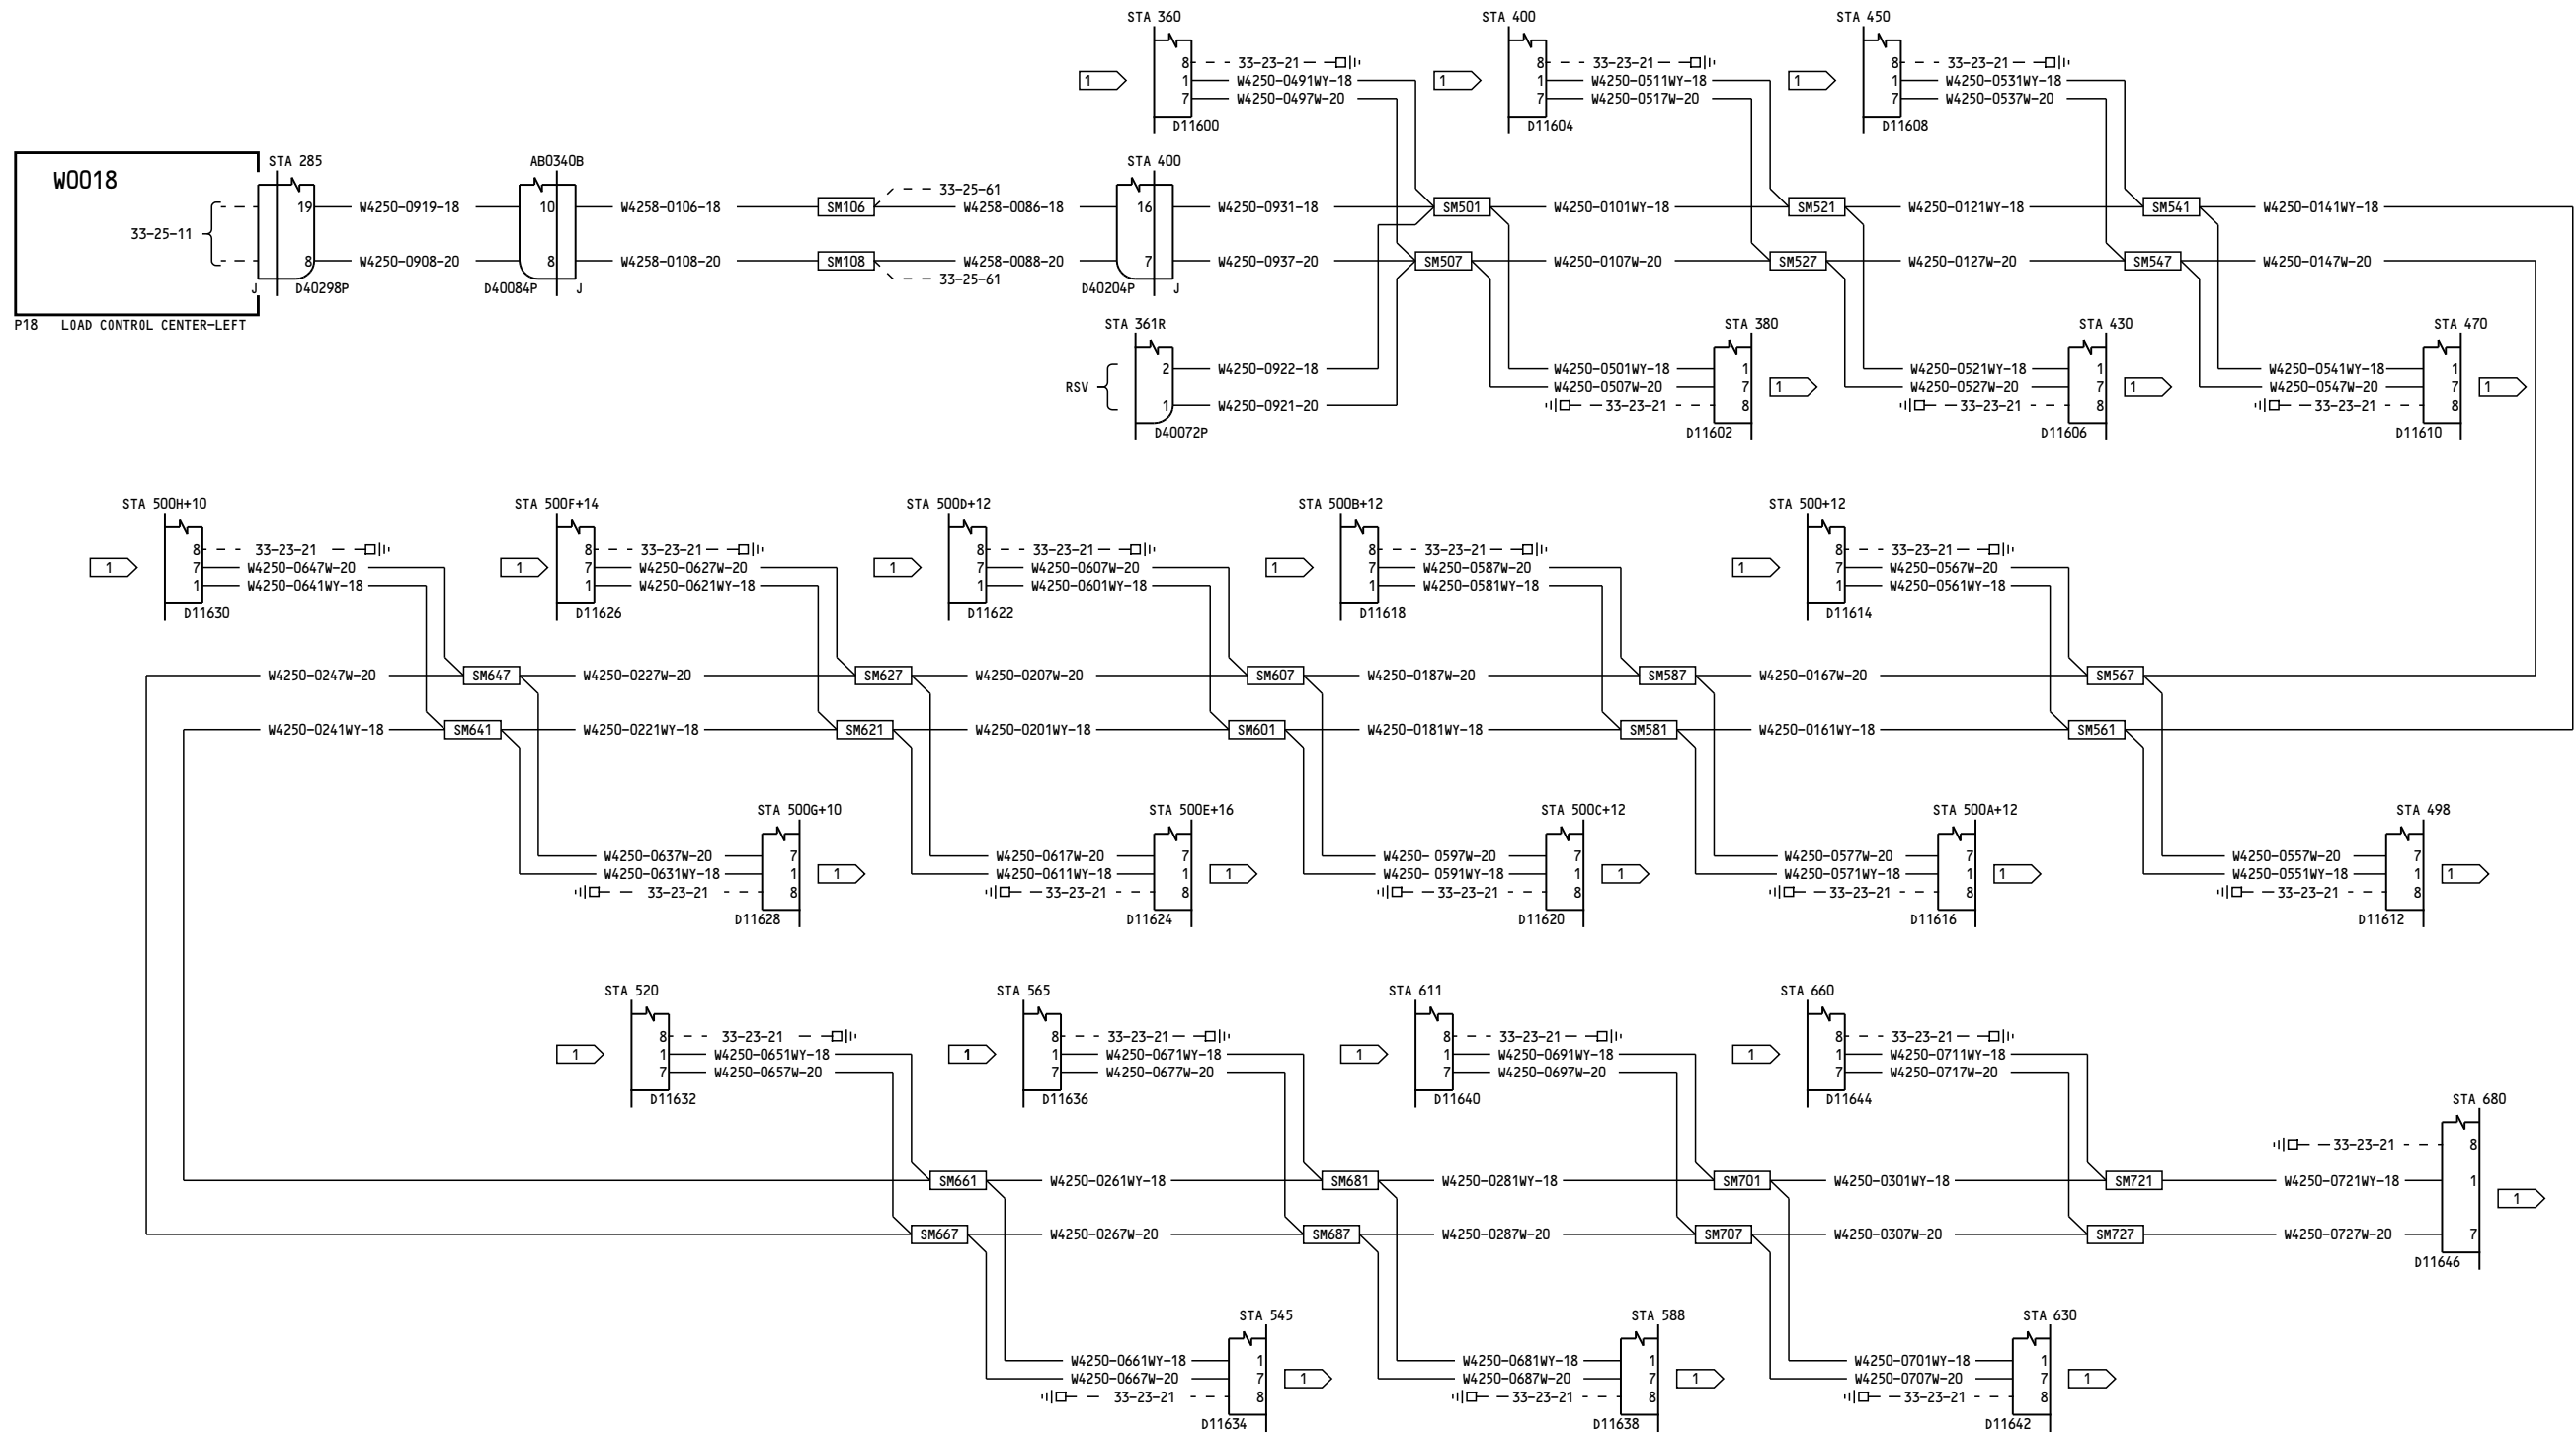 STA 360
8 33-23-21
1 W4250-0491WY-18
7 W4250-0497W-20
D11600
1
STA 400
8 33-23-21
1 W4250-0511WY-18
7 W4250-0517W-20
D11604
1
STA 450
8 33-23-21
1 W4250-0531WY-18
7 W4250-0537W-20
D11608
1
W0018
33-25-11
P18 LOAD CONTROL CENTER-LEFT
STA 285
19 W4250-0919-18
8 W4250-0908-20
J D40298P
AB0340B
10 W4258-0106-18
8 W4258-0108-20
D40084P J
SM106 33-25-61
W4258-0086-18
SM108 W4258-0088-20
33-25-61
STA 400
16 W4250-0931-18
7 W4250-0937-20
D40204P J
SM501 W4250-0101WY-18 SM521 W4250-0121WY-18 SM541 W4250-0141WY-18
SM507 W4250-0107W-20 SM527 W4250-0127W-20 SM547 W4250-0147W-20
STA 361R
RSV
2 W4250-0922-18
1 W4250-0921-20
D40072P
STA 380
W4250-0501WY-18 1
W4250-0507W-20 7
33-23-21 8
D11602
1
STA 430
W4250-0521WY-18 1
W4250-0527W-20 7
33-23-21 8
D11606
1
STA 470
W4250-0541WY-18 1
W4250-0547W-20 7
33-23-21 8
D11610
1
STA 500H+10
8 33-23-21
7 W4250-0647W-20
1 W4250-0641WY-18
D11630
1
STA 500F+14
8 33-23-21
7 W4250-0627W-20
1 W4250-0621WY-18
D11626
1
STA 500D+12
8 33-23-21
7 W4250-0607W-20
1 W4250-0601WY-18
D11622
1
STA 500B+12
8 33-23-21
7 W4250-0587W-20
1 W4250-0581WY-18
D11618
1
STA 500+12
8 33-23-21
7 W4250-0567W-20
1 W4250-0561WY-18
D11614
1
W4250-0247W-20 SM647 W4250-0227W-20 SM627 W4250-0207W-20 SM607 W4250-0187W-20 SM587 W4250-0167W-20 SM567
W4250-0241WY-18 SM641 W4250-0221WY-18 SM621 W4250-0201WY-18 SM601 W4250-0181WY-18 SM581 W4250-0161WY-18 SM561
STA 500G+10
W4250-0637W-20 7
W4250-0631WY-18 1
33-23-21 8
D11628
1
STA 500E+16
W4250-0617W-20 7
W4250-0611WY-18 1
33-23-21 8
D11624
1
STA 500C+12
W4250- 0597W-20 7
W4250- 0591WY-18 1
33-23-21 8
D11620
1
STA 500A+12
W4250-0577W-20 7
W4250-0571WY-18 1
33-23-21 8
D11616
1
STA 498
W4250-0557W-20 7
W4250-0551WY-18 1
33-23-21 8
D11612
1
STA 520
8 33-23-21
1 W4250-0651WY-18
7 W4250-0657W-20
D11632
1
STA 565
8 33-23-21
1 W4250-0671WY-18
7 W4250-0677W-20
D11636
1
STA 611
8 33-23-21
1 W4250-0691WY-18
7 W4250-0697W-20
D11640
1
STA 660
8 33-23-21
1 W4250-0711WY-18
7 W4250-0717W-20
D11644
1
STA 680
33-23-21 8
SM661 W4250-0261WY-18 SM681 W4250-0281WY-18 SM701 W4250-0301WY-18 SM721 W4250-0721WY-18 1
1
SM667 W4250-0267W-20 SM687 W4250-0287W-20 SM707 W4250-0307W-20 SM727 W4250-0727W-20 7
D11646
STA 545
W4250-0661WY-18 1
W4250-0667W-20 7
33-23-21 8
D11634
1
STA 588
W4250-0681WY-18 1
W4250-0687W-20 7
33-23-21 8
D11638
1
STA 630
W4250-0701WY-18 1
W4250-0707W-20 7
33-23-21 8
D11642
1